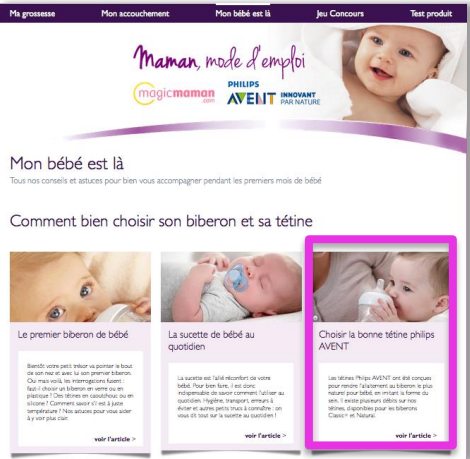 Ma grossesse Mon accouchement Mon bébé est là Jeu Concours Test produit
Maman, mode d'emploi
magicmaman
.com
PHILIPS
AVENT
INNOVANT
PAR NATURE
Mon bébé est là
Tous nos conseils et astuces pour bien vous accompagner pendant les premiers mois de bébé
Comment bien choisir son biberon et sa tétine
Le premier biberon de bébé
Bientôt votre petit trésor va pointer le bout
de son nez et avec lui son premier biberon.
Oui mais voilà, les interrogations fusent :
faut-il choisir un biberon en verre ou en
plastique ? Des tétines en caoutchouc ou en
silicone ? Comment savoir s'il est à juste
température ? Nos astuces pour vous aider
à y voir plus clair.
voir l'article >
La sucette de bébé au
quotidien
La sucette est l'allié réconfort de votre
bébé. Pour bien faire, il est donc
indispensable de savoir comment l'utiliser au
quotidien. Hygiène, transport, erreurs à
éviter et autres petits trucs à connaître : on
vous dit tout sur la sucette au quotidien !
voir l'article >
Choisir la bonne tétine philips
AVENT
Les tétines Philips AVENT ont été conçues
pour rendre l'allaitement au biberon le plus
naturel pour bébé, en imitant la forme du
sein. Il existe plusieurs débits sur nos
tétines, disponibles pour les biberons
Classic+ et Natural.
voir l'article >